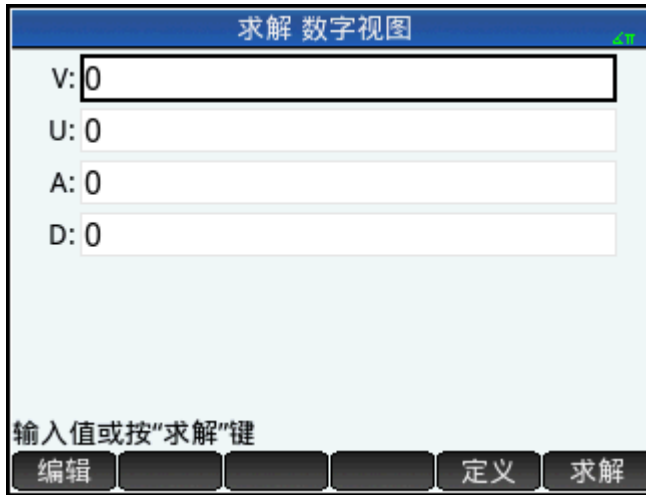 求解 数字视图
∡π
V: 0
U: 0
A: 0
D: 0
输入值或按“求解”键
编辑 定义 求解